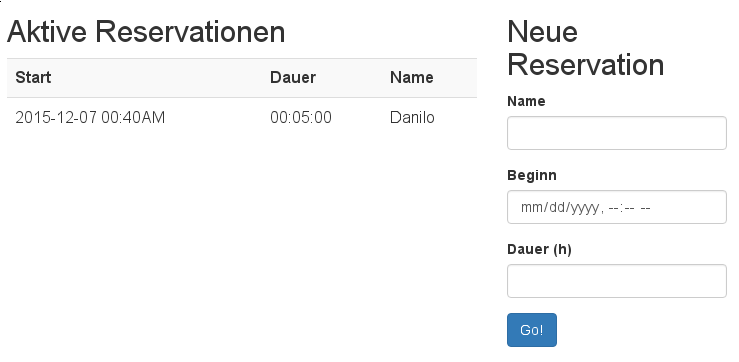 Aktive Reservationen
Start Dauer Name
2015-12-07 00:40AM 00:05:00 Danilo
Neue
Reservation
Name
Beginn
mm/dd/yyyy, --:-- --
Dauer (h)
Go!